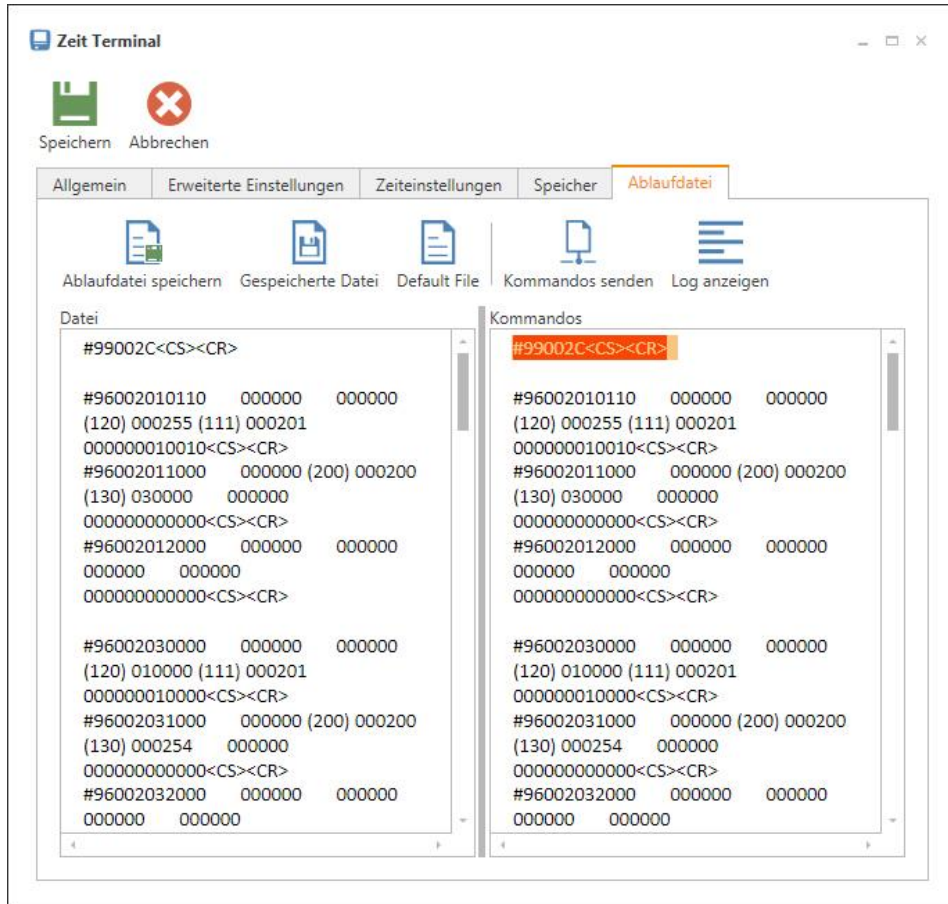 Zeit Terminal
Speichern Abbrechen
Allgemein Erweiterte Einstellungen Zeiteinstellungen Speicher Ablaufdatei
Ablaufdatei speichern Gespeicherte Datei Default File Kommandos senden Log anzeigen
Datei
#99002C<CS><CR>
#96002010110 000000 000000
(120) 000255 (111) 000201
000000010010<CS><CR>
#96002011000 000000 (200) 000200
(130) 030000 000000
000000000000<CS><CR>
#96002012000 000000 000000
000000 000000
000000000000<CS><CR>
#96002030000 000000 000000
(120) 010000 (111) 000201
000000010000<CS><CR>
#96002031000 000000 (200) 000200
(130) 000254 000000
000000000000<CS><CR>
#96002032000 000000 000000
000000 000000
Kommandos
#99002C<CS><CR>
#96002010110 000000 000000
(120) 000255 (111) 000201
000000010010<CS><CR>
#96002011000 000000 (200) 000200
(130) 030000 000000
000000000000<CS><CR>
#96002012000 000000 000000
000000 000000
000000000000<CS><CR>
#96002030000 000000 000000
(120) 010000 (111) 000201
000000010000<CS><CR>
#96002031000 000000 (200) 000200
(130) 000254 000000
000000000000<CS><CR>
#96002032000 000000 000000
000000 000000